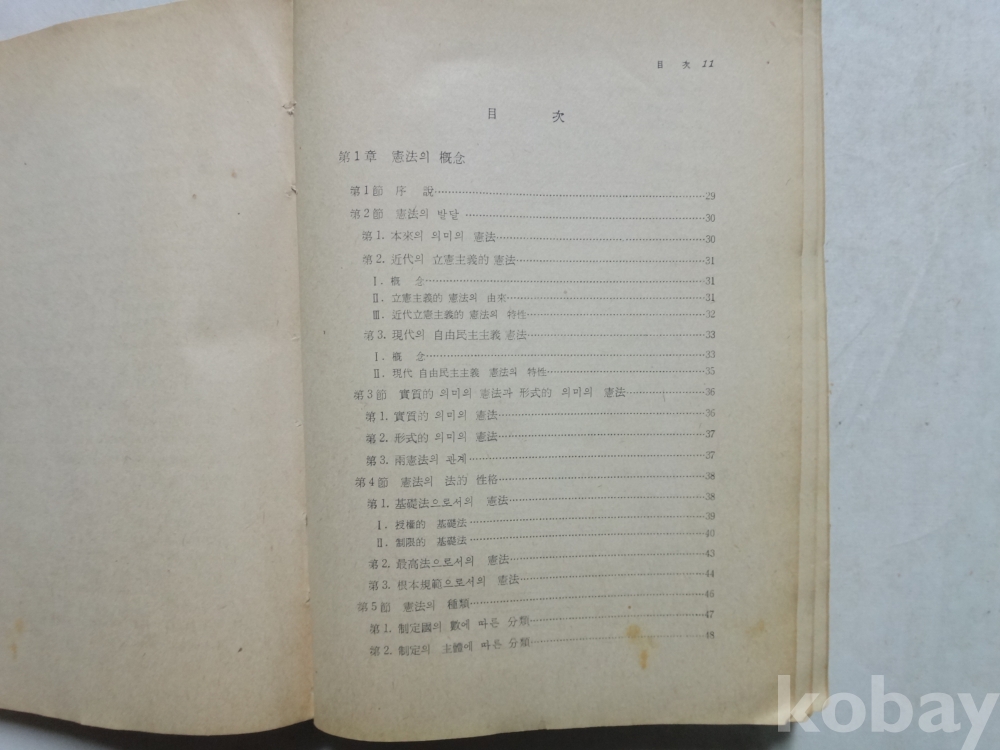 目 次 11
目 次
第1章 憲法의 槪念
第1節 序 說 29
第2節 憲法의 발달 30
第1. 本來의 의미의 憲法 30
第2. 近代의 立憲主義的 憲法 31
Ⅰ. 槪 念 31
Ⅱ. 立憲主義的 憲法의 由來 31
Ⅲ. 近代立憲主義的 憲法의 特性 32
第3. 現代의 自由民主主義 憲法 33
Ⅰ. 槪 念 33
Ⅱ. 現代 自由民主主義 憲法의 特性 35
第3節 實質的 의미의 憲法과 形式的 의미의 憲法 36
第1. 實質的 의미의 憲法 36
第2. 形式的 의미의 憲法 37
第3. 兩憲法의 관계 37
第4節 憲法의 法的 性格 38
第1. 基礎法으로서의 憲法 38
Ⅰ. 授權的 基礎法 39
Ⅱ. 制限的 基礎法 40
第2. 最高法으로서의 憲法 43
第3. 根本規範으로서의 憲法 44
第5節 憲法의 種類 46
第1. 制定國의 數에 따른 分類 47
第2. 制定의 主體에 따른 分類 48
kobay